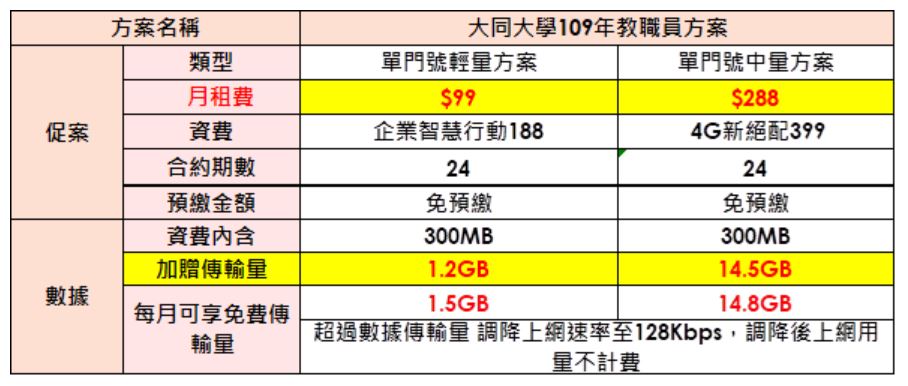 方案名稱 大同大學109年教職員方案
促案 類型 單門號輕量方案 單門號中量方案
月租費 $99 $288
資費 企業智慧行動188 4G新絕配399
合約期數 24 24
預繳金額 免預繳 免預繳
數據 資費內含 300MB 300MB
加贈傳輸量 1.2GB 14.5GB
每月可享免費傳
輸量
1.5GB 14.8GB
超過數據傳輸量 調降上網速率至128Kbps，調降後上網用
量不計費